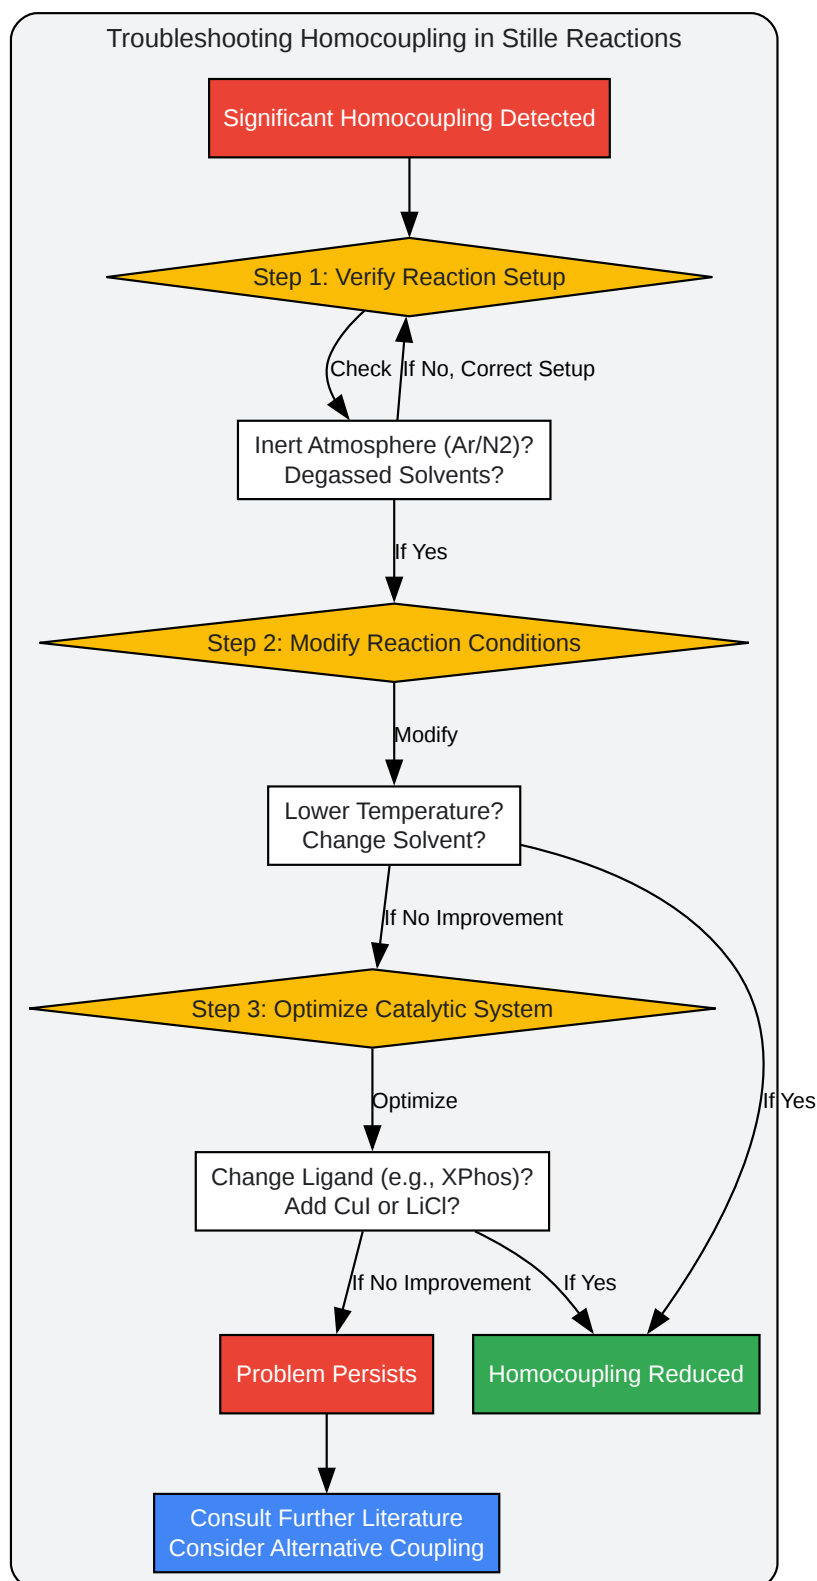 Troubleshooting Homocoupling in Stille Reactions
Significant Homocoupling Detected
Step 1: Verify Reaction Setup
Check
If No, Correct Setup
Inert Atmosphere (Ar/N2)?
Degassed Solvents?
If Yes
Step 2: Modify Reaction Conditions
Modify
Lower Temperature?
Change Solvent?
If No Improvement
Step 3: Optimize Catalytic System
Optimize
If Yes
Change Ligand (e.g., XPhos)?
Add CuI or LiCl?
If No Improvement
If Yes
Problem Persists
Homocoupling Reduced
Consult Further Literature
Consider Alternative Coupling